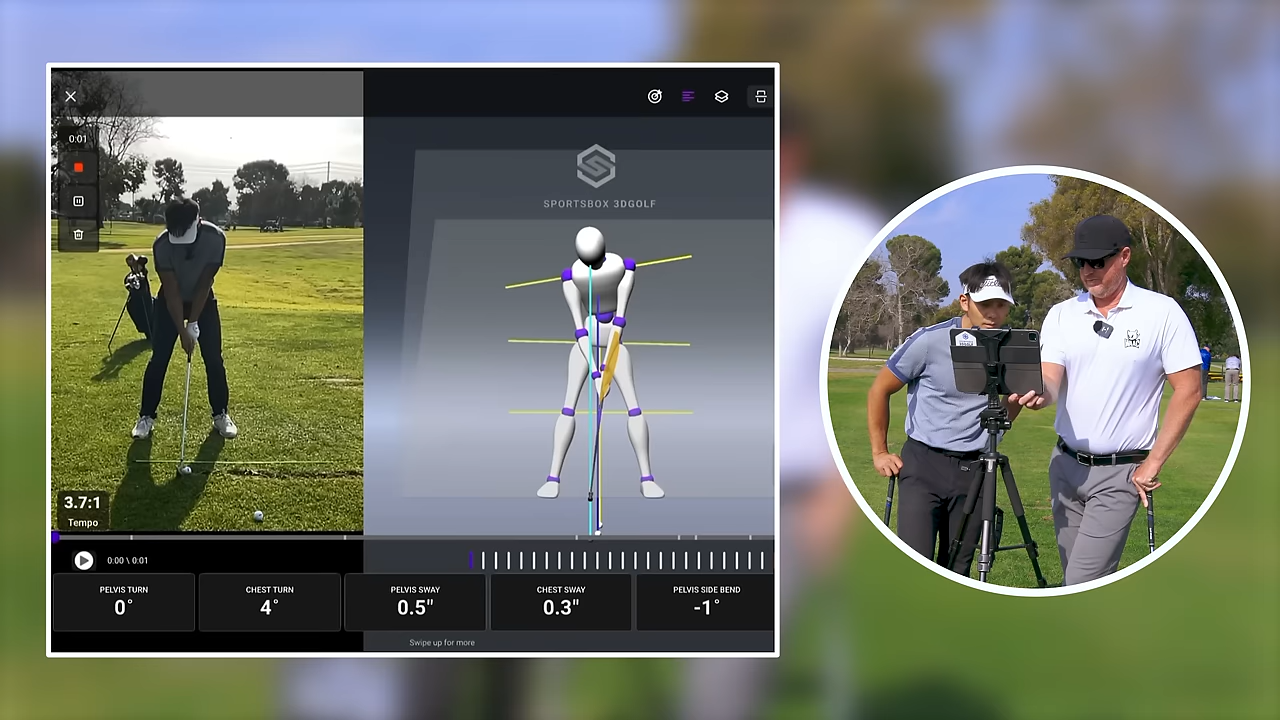 0:01
SPORTSBOX 3DGOLF
3.7:1
Tempo
0:00 \ 0:01
PELVIS TURN
0°
CHEST TURN
4°
PELVIS SWAY
0.5"
CHEST SWAY
0.3"
PELVIS SIDE BEND
-1°
Swipe up for more